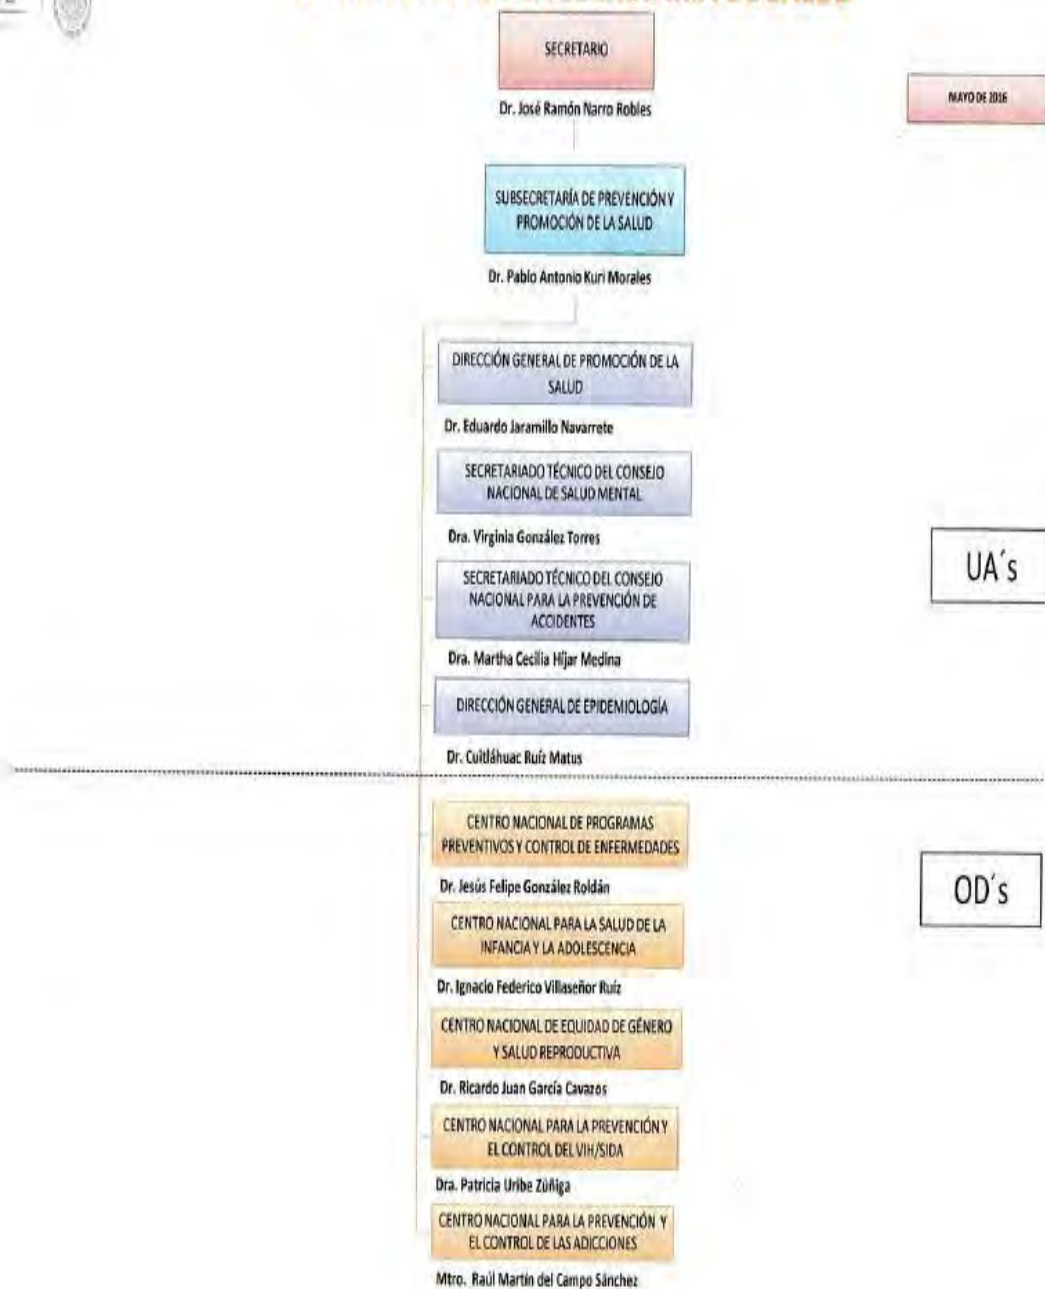 SECRETARIO
Dr. José Ramón Narro Robles
MAYO DE 2016
SUBSECRETARÍA DE PREVENCIÓN Y
PROMOCIÓN DE LA SALUD
Dr. Pablo Antonio Kuri Morales
DIRECCIÓN GENERAL DE PROMOCIÓN DE LA
SALUD
Dr. Eduardo Jaramillo Navarrete
SECRETARIADO TÉCNICO DEL CONSEJO
NACIONAL DE SALUD MENTAL
Dra. Virginia González Torres
UA´s
SECRETARIADO TÉCNICO DEL CONSEJO
NACIONAL PARA LA PREVENCIÓN DE
ACCIDENTES
Dra. Martha Cecilia Híjar Medina
DIRECCIÓN GENERAL DE EPIDEMIOLOGÍA
Dr. Cuitláhuac Ruíz Matus
CENTRO NACIONAL DE PROGRAMAS
PREVENTIVOS Y CONTROL DE ENFERMEDADES
Dr. Jesús Felipe González Roldán
OD´s
CENTRO NACIONAL PARA LA SALUD DE LA
INFANCIA Y LA ADOLESCENCIA
Dr. Ignacio Federico Villaseñor Ruíz
CENTRO NACIONAL DE EQUIDAD DE GÉNERO
Y SALUD REPRODUCTIVA
Dr. Ricardo Juan García Cavazos
CENTRO NACIONAL PARA LA PREVENCIÓN Y
EL CONTROL DEL VIH/SIDA
Dra. Patricia Uribe Zúñiga
CENTRO NACIONAL PARA LA PREVENCIÓN Y
EL CONTROL DE LAS ADICCIONES
Mtro. Raúl Martín del Campo Sánchez